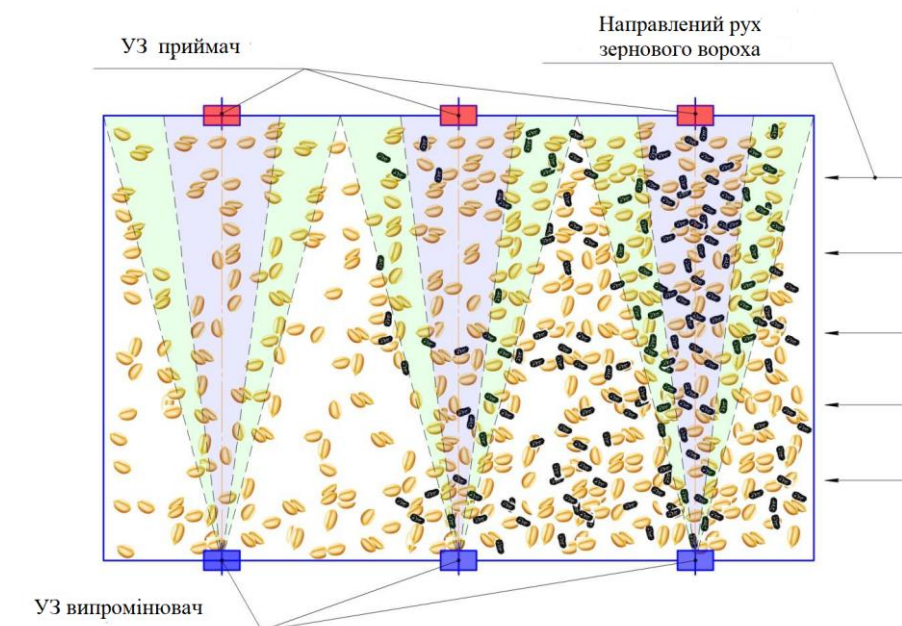 УЗ приймач
Направлений рух
зернового вороха
УЗ випромінювач